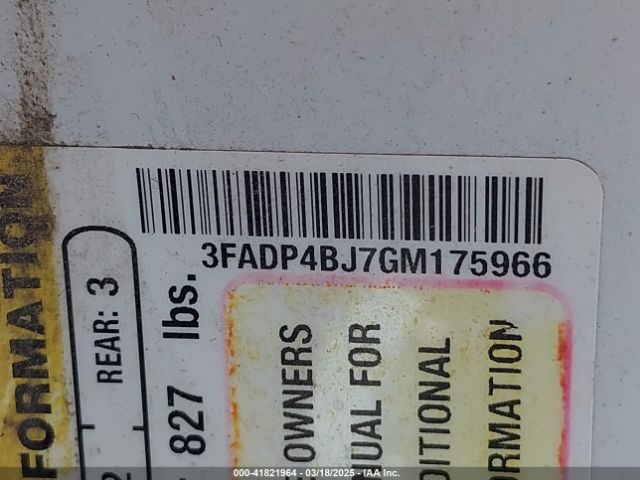 3FADP4BJ7GM175966
FORMATION
REAR: 3
827 lbs.
OWNERS
UAL FOR
DITIONAL
ORMATION
000-41821964 - 03/18/2025 - IAA Inc.